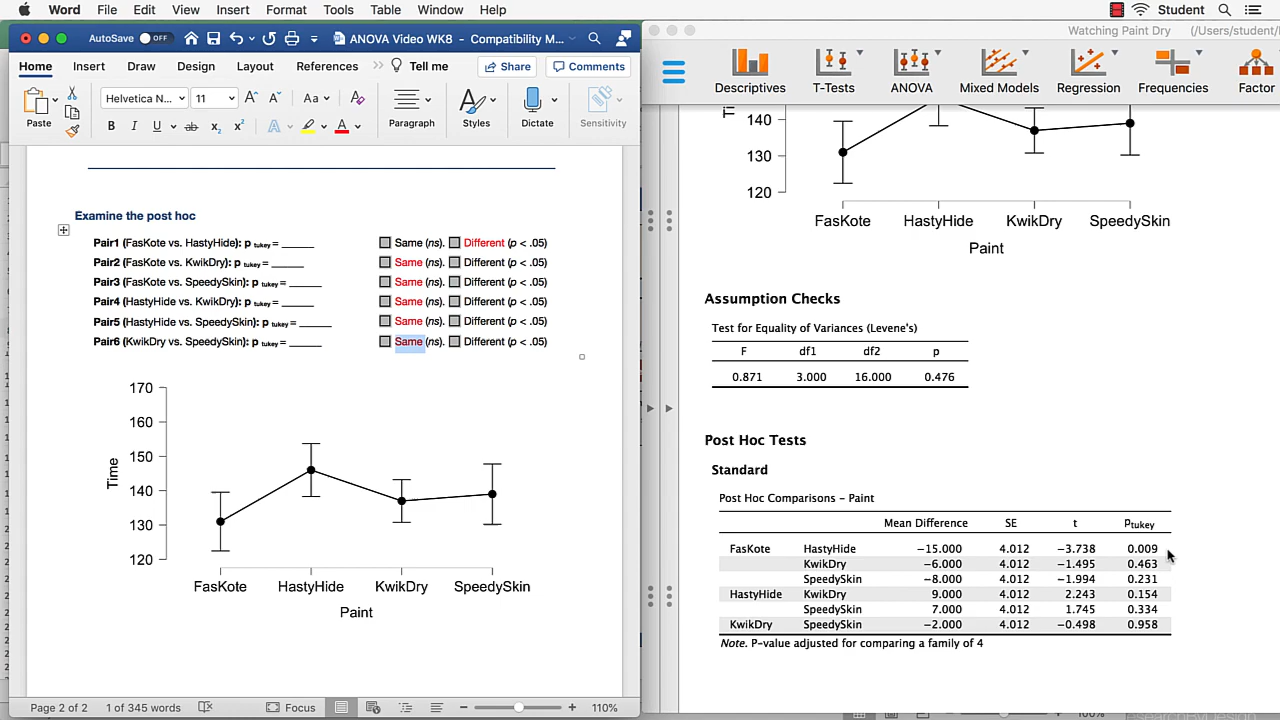 Word File Edit View Insert Format Tools Table Window Help Student
AutoSave OFF ANOVA Video WK8 - Compatibility M...
Home Insert Draw Design Layout References Tell me Share Comments
Paste Helvetica N... 11 Aa Paragraph Styles Dictate Sensitivity
B I U ab x2 x2 A A
Examine the post hoc
Pair1 (FasKote vs. HastyHide): p tukey = ______ Same (ns). Different (p < .05)
Pair2 (FasKote vs. KwikDry): p tukey = ______ Same (ns). Different (p < .05)
Pair3 (FasKote vs. SpeedySkin): p tukey = ______ Same (ns). Different (p < .05)
Pair4 (HastyHide vs. KwikDry): p tukey = ______ Same (ns). Different (p < .05)
Pair5 (HastyHide vs. SpeedySkin): p tukey = ______ Same (ns). Different (p < .05)
Pair6 (KwikDry vs. SpeedySkin): p tukey = ______ Same (ns). Different (p < .05)
170
160
150
140
130
120
Time
FasKote HastyHide KwikDry SpeedySkin
Paint
Page 2 of 2 1 of 345 words Focus 110%
Watching Paint Dry (/Users/student/
Descriptives T-Tests ANOVA Mixed Models Regression Frequencies Factor
140
130
120
FasKote HastyHide KwikDry SpeedySkin
Paint
Assumption Checks
Test for Equality of Variances (Levene's)
F df1 df2 p
0.871 3.000 16.000 0.476
Post Hoc Tests
Standard
Post Hoc Comparisons - Paint
Mean Difference SE t Ptukey
FasKote HastyHide −15.000 4.012 −3.738 0.009
KwikDry −6.000 4.012 −1.495 0.463
SpeedySkin −8.000 4.012 −1.994 0.231
HastyHide KwikDry 9.000 4.012 2.243 0.154
SpeedySkin 7.000 4.012 1.745 0.334
KwikDry SpeedySkin −2.000 4.012 −0.498 0.958
Note. P-value adjusted for comparing a family of 4
100%